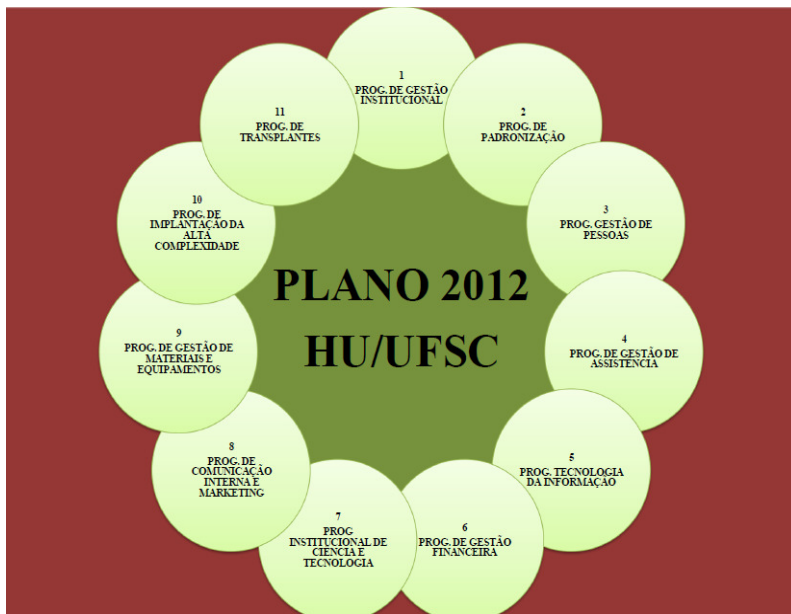 1
PROG. DE GESTÃO
INSTITUCIONAL
2
PROG. DE
PADRONIZAÇÃO
3
PROG. GESTÃO DE
PESSOAS
4
PROG. DE GESTÃO DE
ASSISTÊNCIA
5
PROG. TECNOLOGIA
DA INFORMAÇÃO
6
PROG. DE GESTÃO
FINANCEIRA
7
PROG
INSTITUCIONAL DE
CIÊNCIA E
TECNOLOGIA
8
PROG. DE
COMUNICAÇÃO
INTERNA E
MARKETING
9
PROG. DE GESTÃO DE
MATERIAIS E
EQUIPAMENTOS
10
PROG. DE
IMPLANTAÇÃO DA
ALTA
COMPLEXIDADE
11
PROG. DE
TRANSPLANTES
PLANO 2012
HU/UFSC